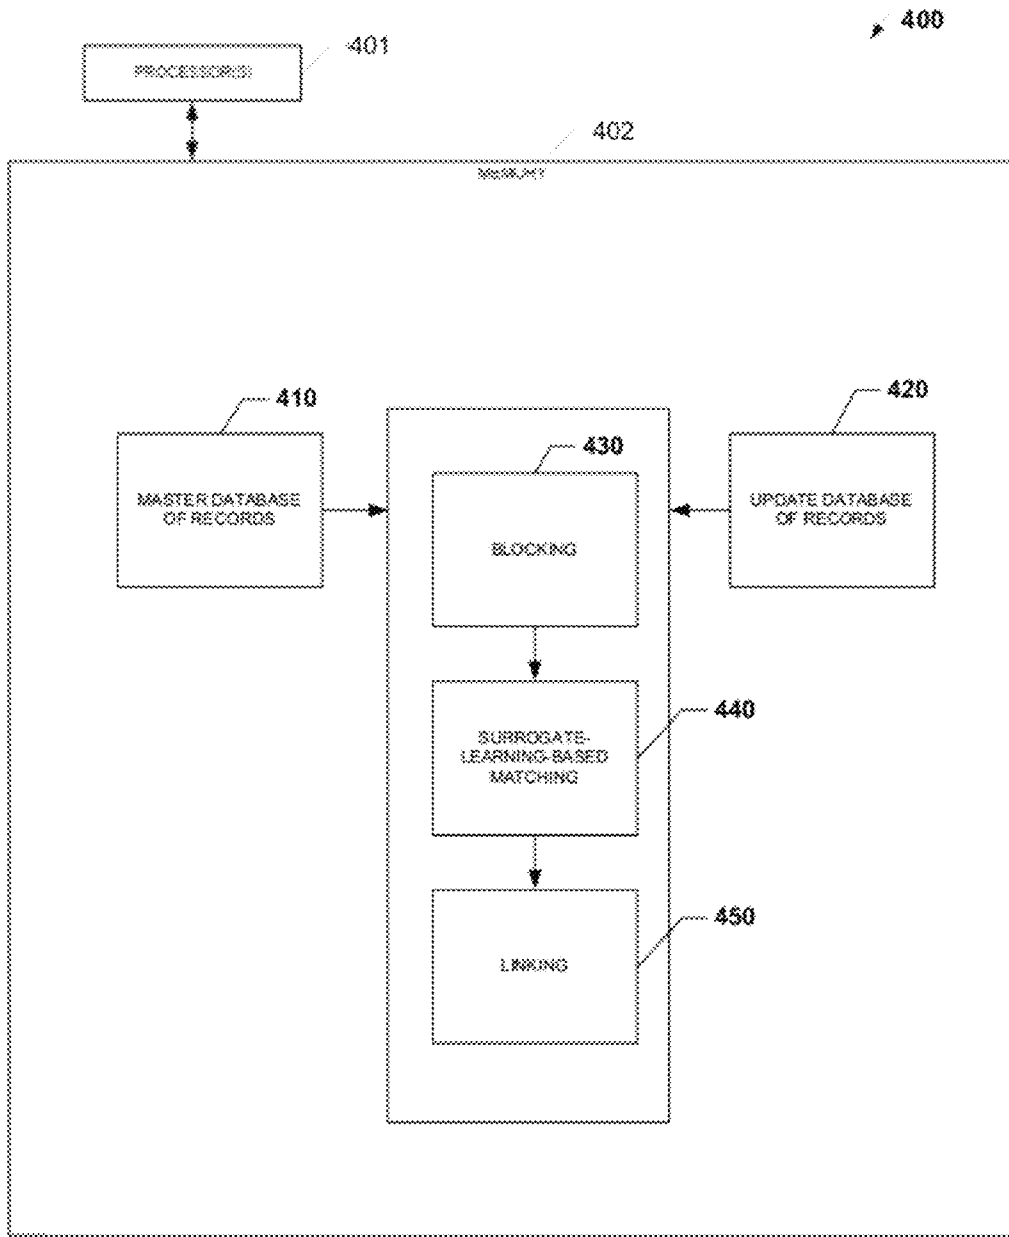 400
401
PROCESSOR(S)
402
MEMORY
410
420
430
MASTER DATABASE
OF RECORDS
UPDATE DATABASE
OF RECORDS
BLOCKING
440
SURROGATE-
LEARNING-BASED
MATCHING
450
LINKING